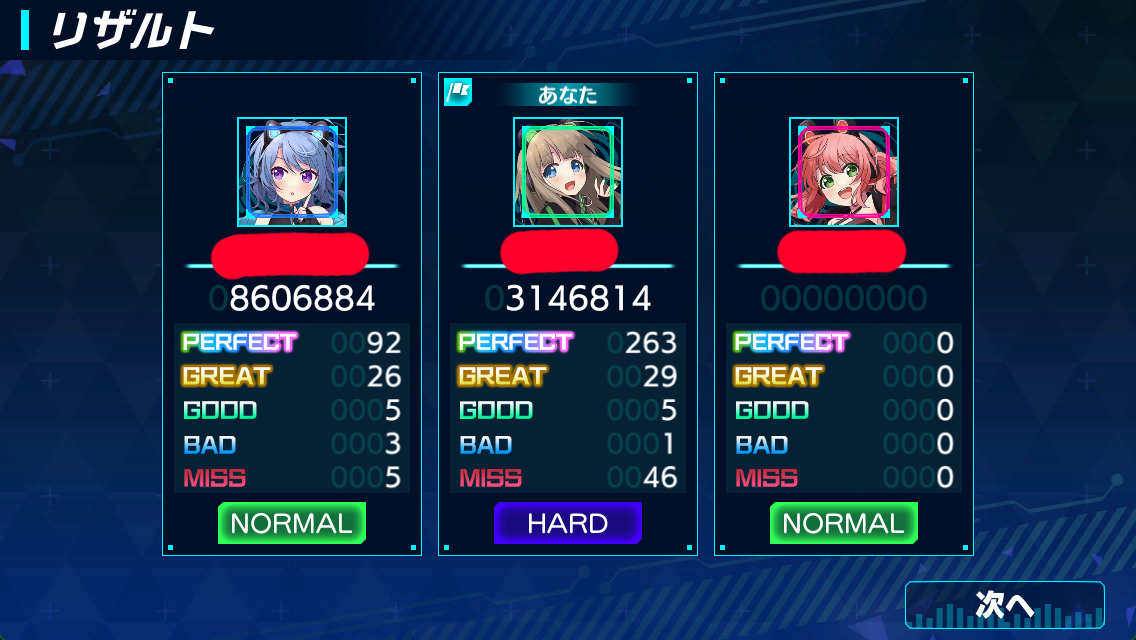 リザルト
あなた
08606884
PERFECT 0092
GREAT 0026
GOOD 0005
BAD 0003
MISS 0005
NORMAL
03146814
PERFECT 0263
GREAT 0029
GOOD 0005
BAD 0001
MISS 0046
HARD
00000000
PERFECT 0000
GREAT 0000
GOOD 0000
BAD 0000
MISS 0000
NORMAL
次へ